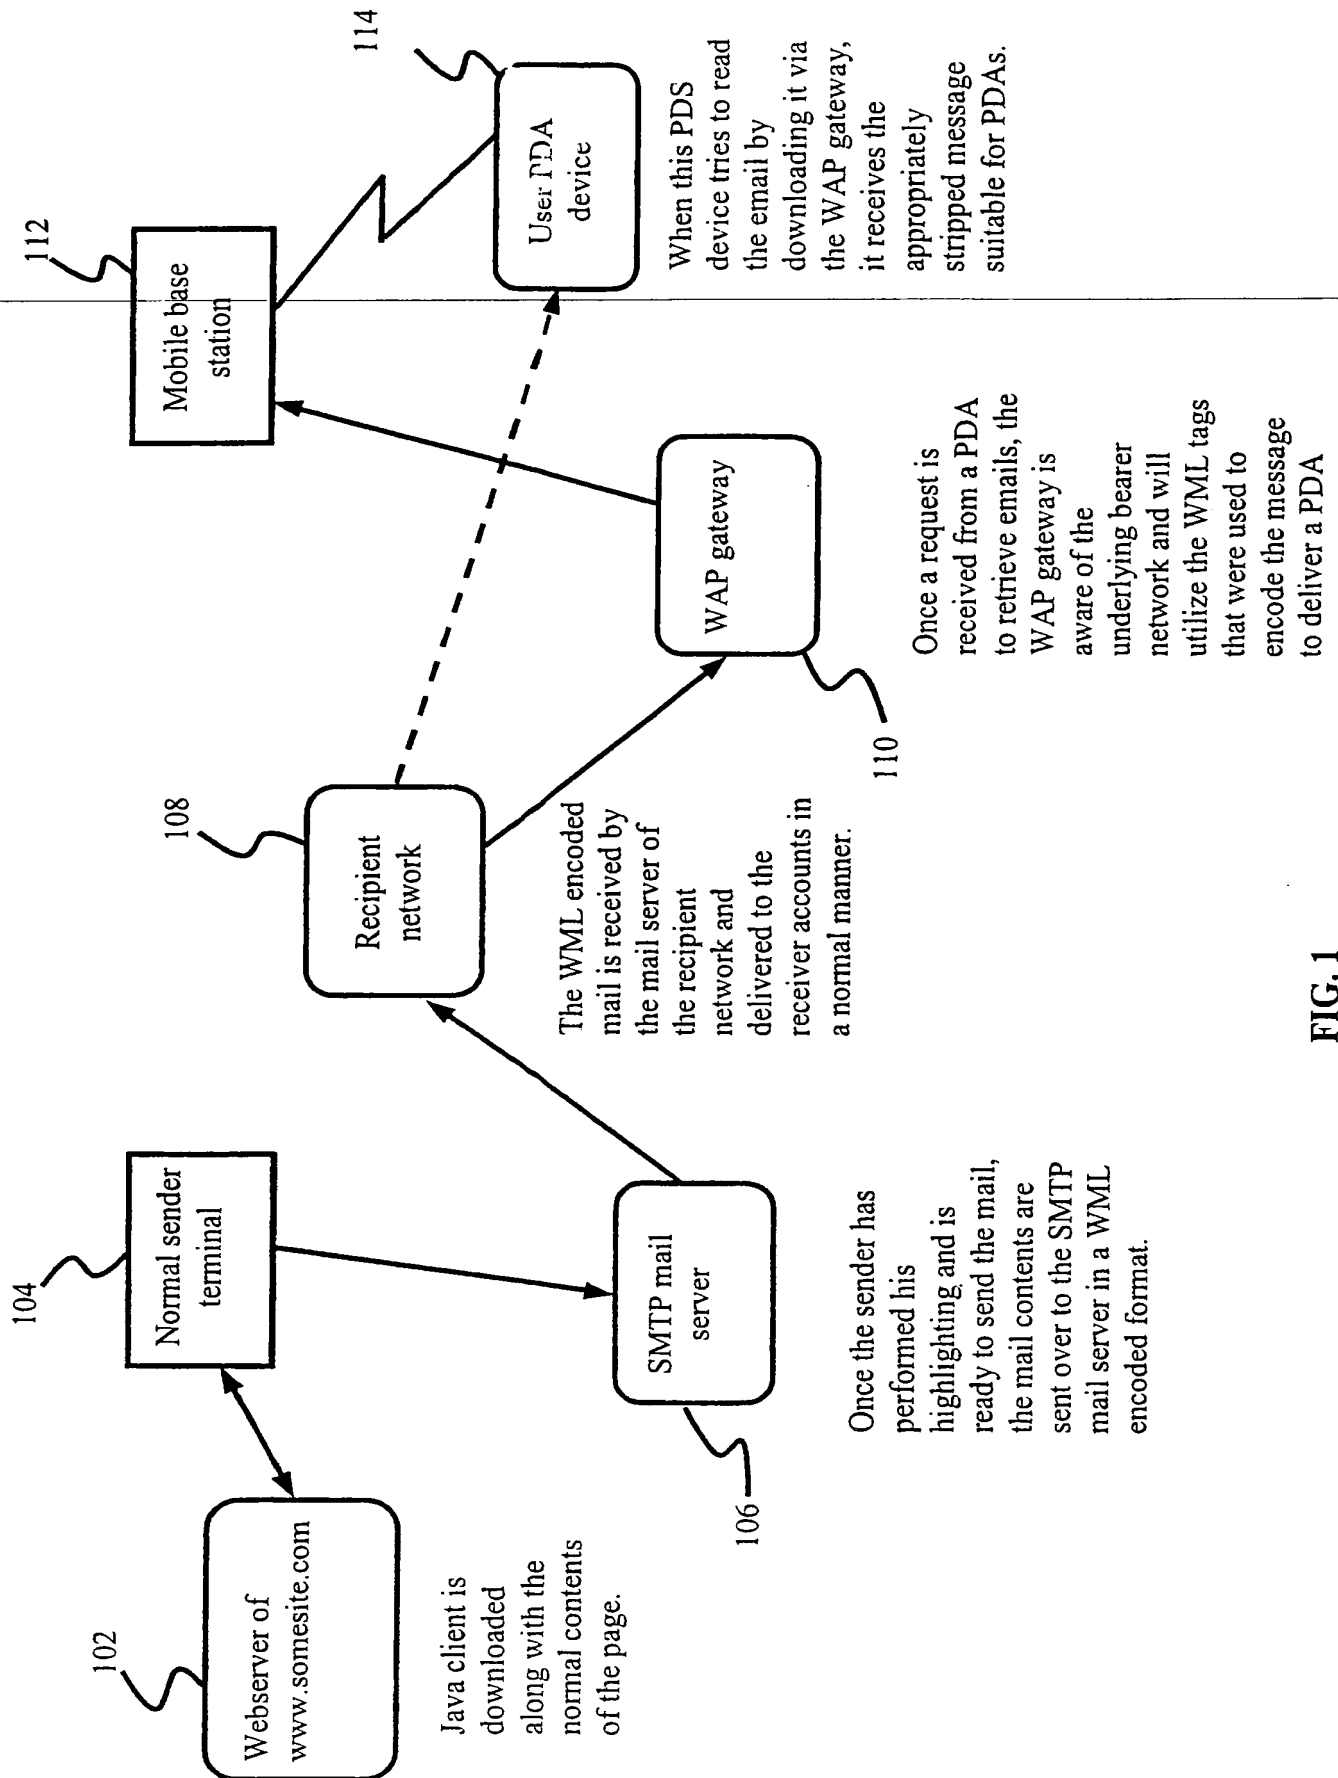 102
Webserver of
www.somesite.com
Java client is
downloaded
along with the
normal contents
of the page.
104
Normal sender
terminal
106
SMTP mail
server
Once the sender has
performed his
highlighting and is
ready to send the mail,
the mail contents are
sent over to the SMTP
mail server in a WML
encoded format.
108
Recipient
network
The WML encoded
mail is received by
the mail server of
the recipient
network and
delivered to the
receiver accounts in
a normal manner.
110
WAP gateway
Once a request is
received from a PDA
to retrieve emails, the
WAP gateway is
aware of the
underlying bearer
network and will
utilize the WML tags
that were used to
encode the message
to deliver a PDA
112
Mobile base
station
114
User PDA
device
When this PDS
device tries to read
the email by
downloading it via
the WAP gateway,
it receives the
appropriately
stripped message
suitable for PDAs.
FIG. 1